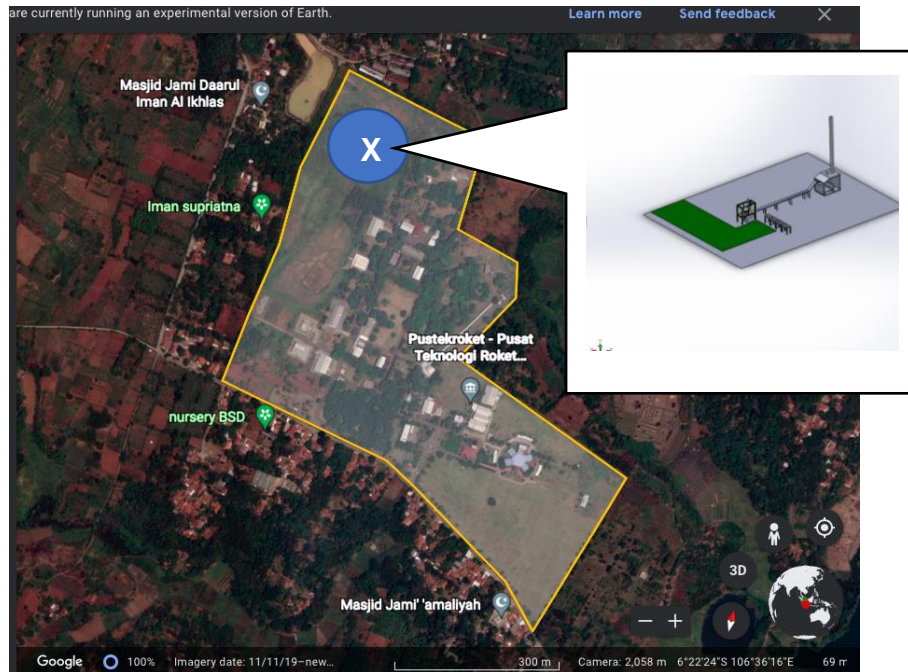 are currently running an experimental version of Earth.
Learn more
Send feedback
Masjid Jami Daarul
Iman Al Ikhlas
X
Iman supriatna
Pustekroket - Pusat
Teknologi Roket...
nursery BSD
Masjid Jami' 'amaliyah
3D
Google
100%
Imagery date: 11/11/19–new...
300 m
Camera: 2,058 m
6°22'24"S 106°36'16"E
69 m